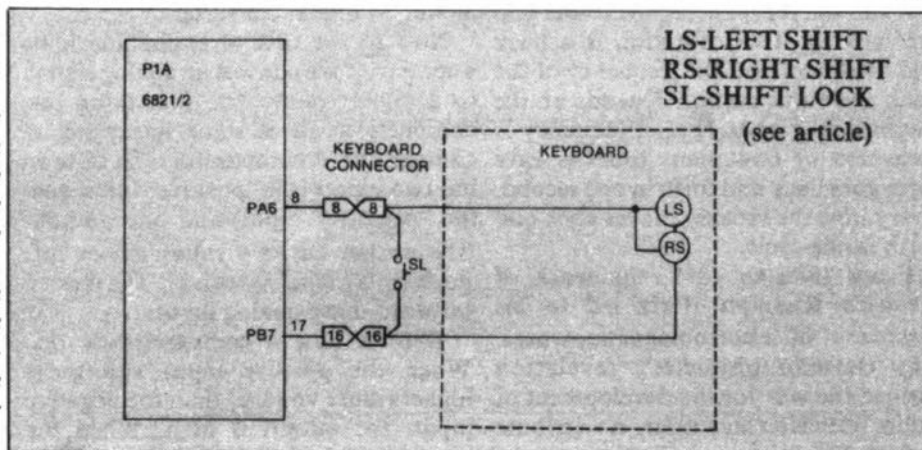 LS-LEFT SHIFT
RS-RIGHT SHIFT
SL-SHIFT LOCK
(see article)
P1A
6821/2
KEYBOARD
CONNECTOR
KEYBOARD
PA6
8
8
8
LS
RS
SL
PB7
17
16
16